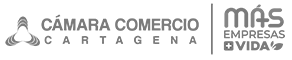 CÁMARA COMERCIO
CARTAGENA
MÁS
EMPRESAS
+VIDA